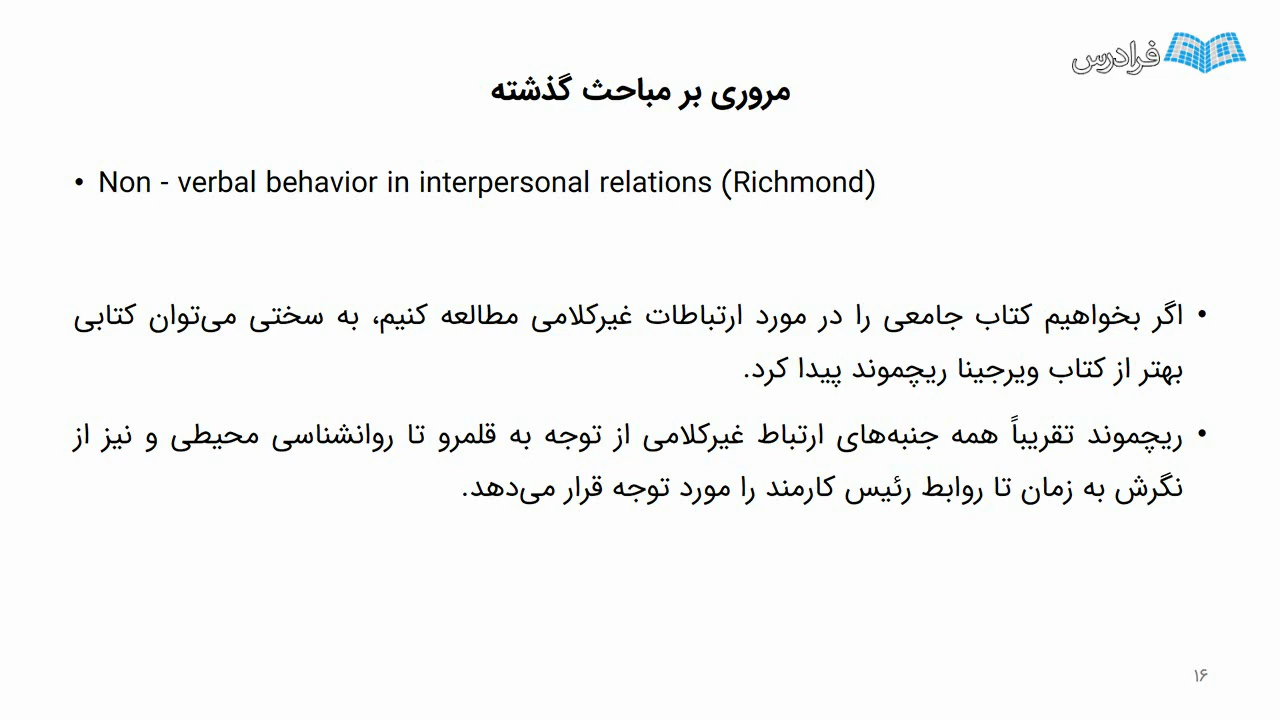 فرادرس
مروری بر مباحث گذشته
• Non - verbal behavior in interpersonal relations (Richmond)
• اگر بخواهیم کتاب جامعی را در مورد ارتباطات غیرکلامی مطالعه کنیم، به سختی می‌توان کتابی
بهتر از کتاب ویرجینا ریچموند پیدا کرد.
• ریچموند تقریباً همه جنبه‌های ارتباط غیرکلامی از توجه به قلمرو تا روانشناسی محیطی و نیز از
نگرش به زمان تا روابط رئیس کارمند را مورد توجه قرار می‌دهد.
۱۶